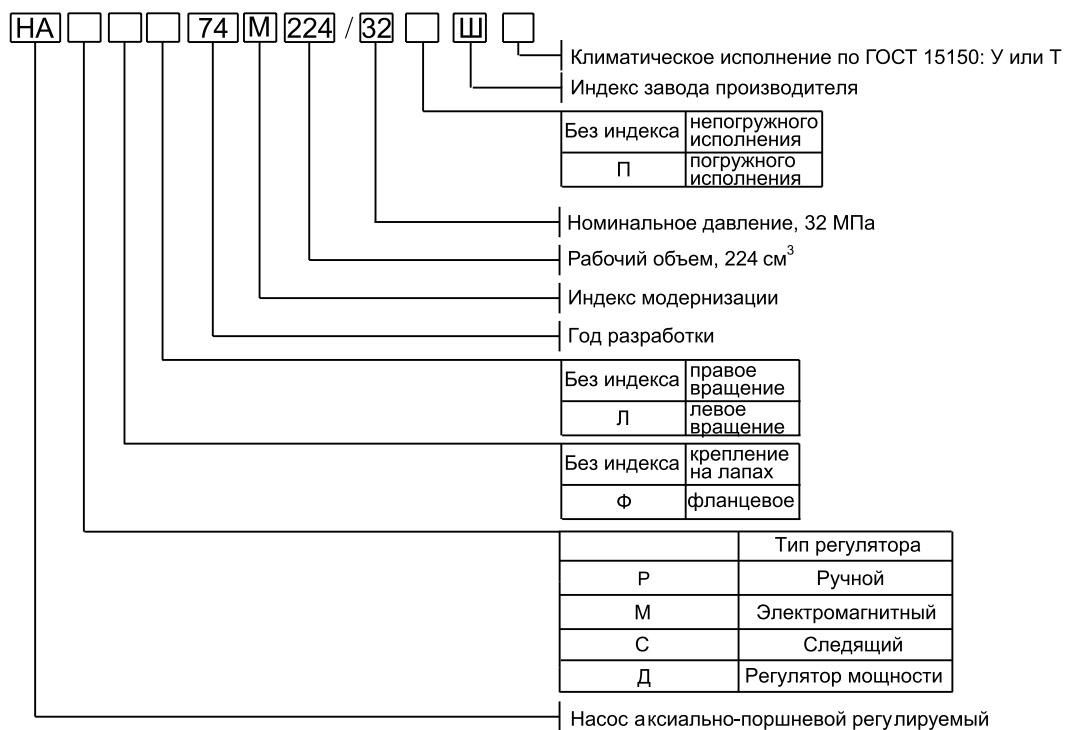 НА 74 М 224 / 32 Ш
Климатическое исполнение по ГОСТ 15150: У или Т
Индекс завода производителя
Без индекса непогружного
исполнения
П погружного
исполнения
Номинальное давление, 32 МПа
Рабочий объем, 224 см³
Индекс модернизации
Год разработки
Без индекса правое
вращение
Л левое
вращение
Без индекса крепление
на лапах
Ф фланцевое
Тип регулятора
Р Ручной
М Электромагнитный
С Следящий
Д Регулятор мощности
Насос аксиально-поршневой регулируемый